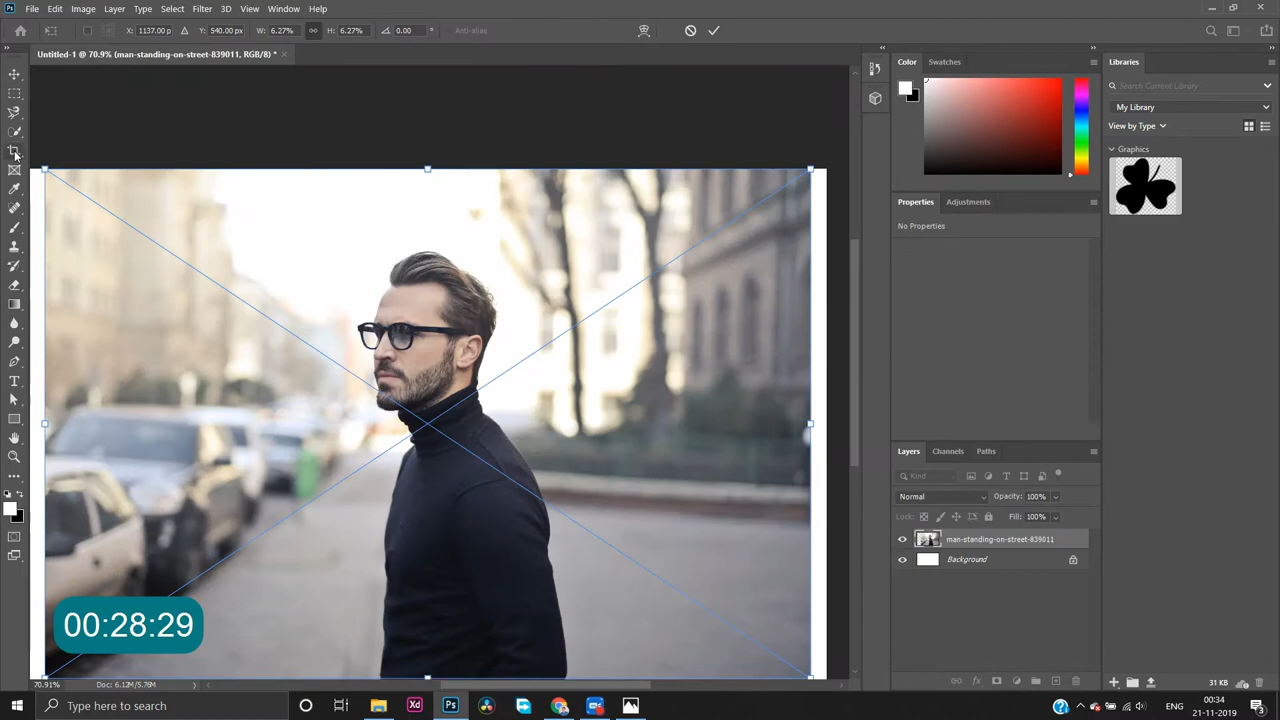 Ps File Edit Image Layer Type Select Filter 3D View Window Help
X: 1137.00 p Y: 540.00 px W: 6.27% H: 6.27% 0.00 ° Anti-alias
Untitled-1 @ 70.9% (man-standing-on-street-839011, RGB/8) * ×
Color Swatches
Libraries
Search Current Library
My Library
View by Type
Graphics
Properties Adjustments
No Properties
Layers Channels Paths
Kind
Normal Opacity: 100%
Lock: Fill: 100%
man-standing-on-street-839011
Background
00:28:29
70.91% Doc: 6.12M/5.76M
31 KB
Type here to search
Xd Ps
00:34
21-11-2019
2